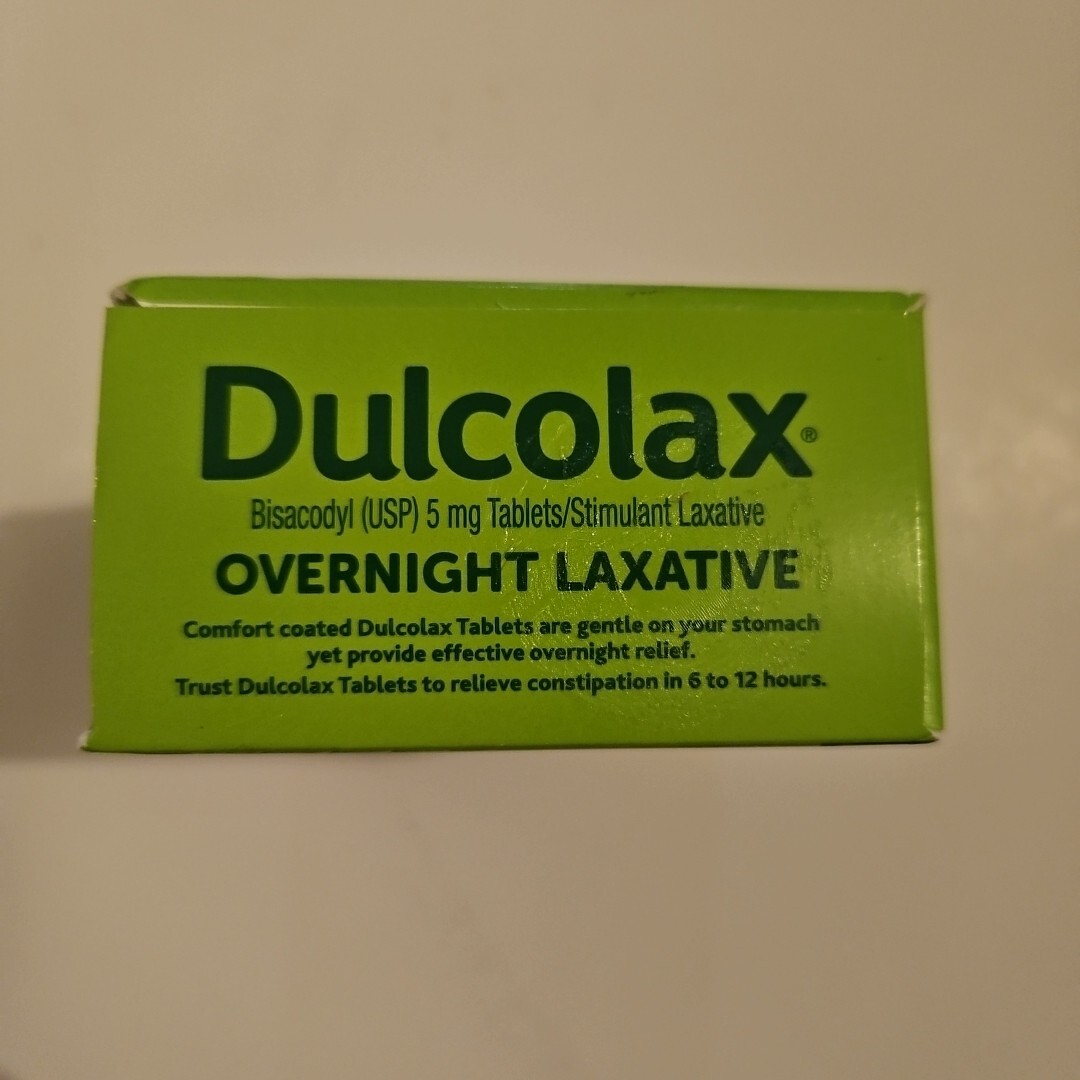 Dulcolax®
Bisacodyl (USP) 5 mg Tablets/Stimulant Laxative
OVERNIGHT LAXATIVE
Comfort coated Dulcolax Tablets are gentle on your stomach
yet provide effective overnight relief.
Trust Dulcolax Tablets to relieve constipation in 6 to 12 hours.